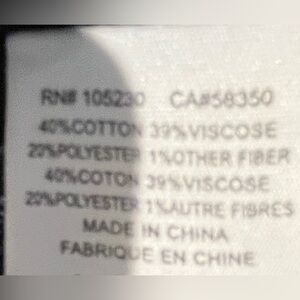 RN# 105230 CA#58350
40%COTTON 39%VISCOSE
20%POLYESTER 1%OTHER FIBER
40%COTON 39%VISCOSE
20%POLYESTER 1%AUTRE FIBRES
MADE IN CHINA
FABRIQUE EN CHINE